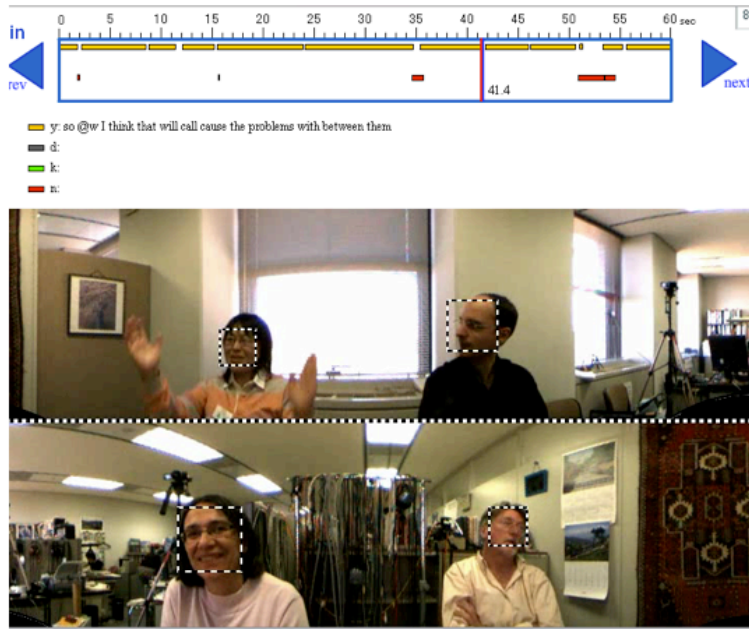 0 5 10 15 20 25 30 35 40 45 50 55 60 sec
8
in
rev
next
41.4
y: so @w I think that will call cause the problems with between them
d:
k:
n: